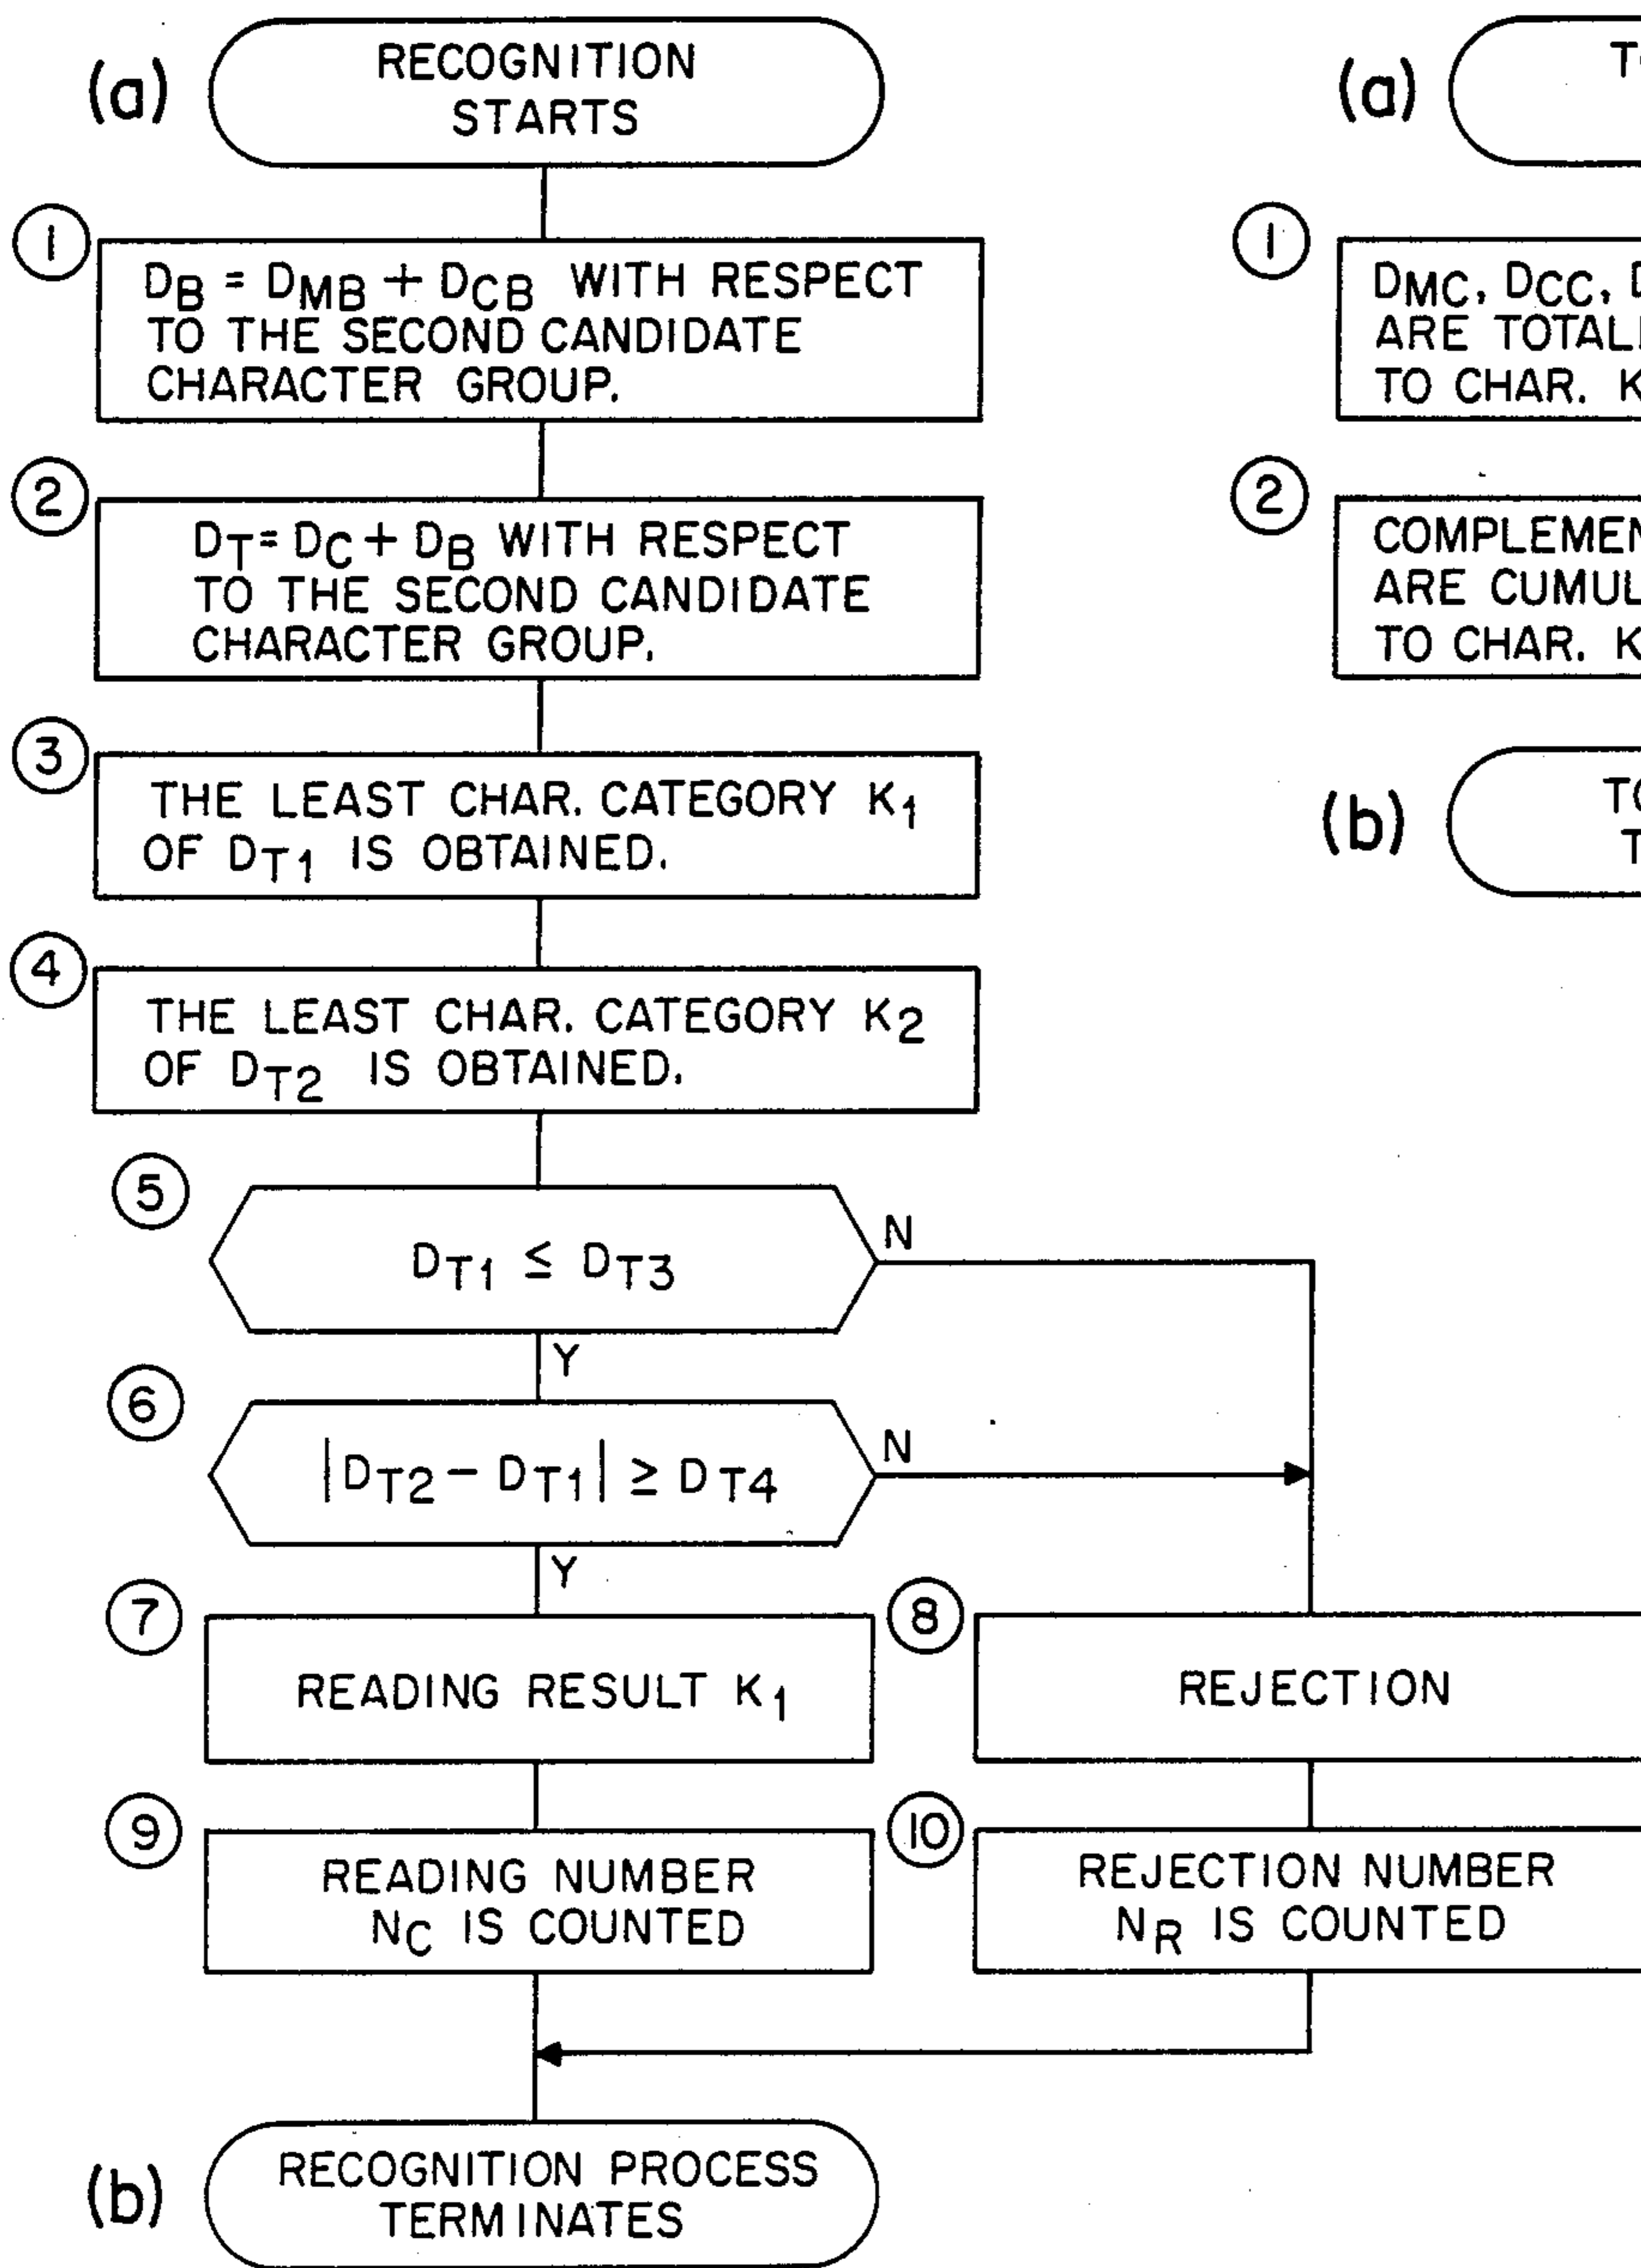 (a)
RECOGNITION
STARTS
1
DB = DMB + DCB WITH RESPECT
TO THE SECOND CANDIDATE
CHARACTER GROUP.
2
DT = DC + DB WITH RESPECT
TO THE SECOND CANDIDATE
CHARACTER GROUP.
3
THE LEAST CHAR. CATEGORY K1
OF DT1 IS OBTAINED.
4
THE LEAST CHAR. CATEGORY K2
OF DT2 IS OBTAINED.
5
DT1 ≤ DT3
N
Y
6
|DT2 − DT1| ≥ DT4
N
Y
7
READING RESULT K1
8
REJECTION
9
READING NUMBER
NC IS COUNTED
10
REJECTION NUMBER
NR IS COUNTED
(b)
RECOGNITION PROCESS
TERMINATES
(a)
1
DMC, DCC,
ARE
TO CHAR. K
2
ARE
TO CHAR. K
(b)